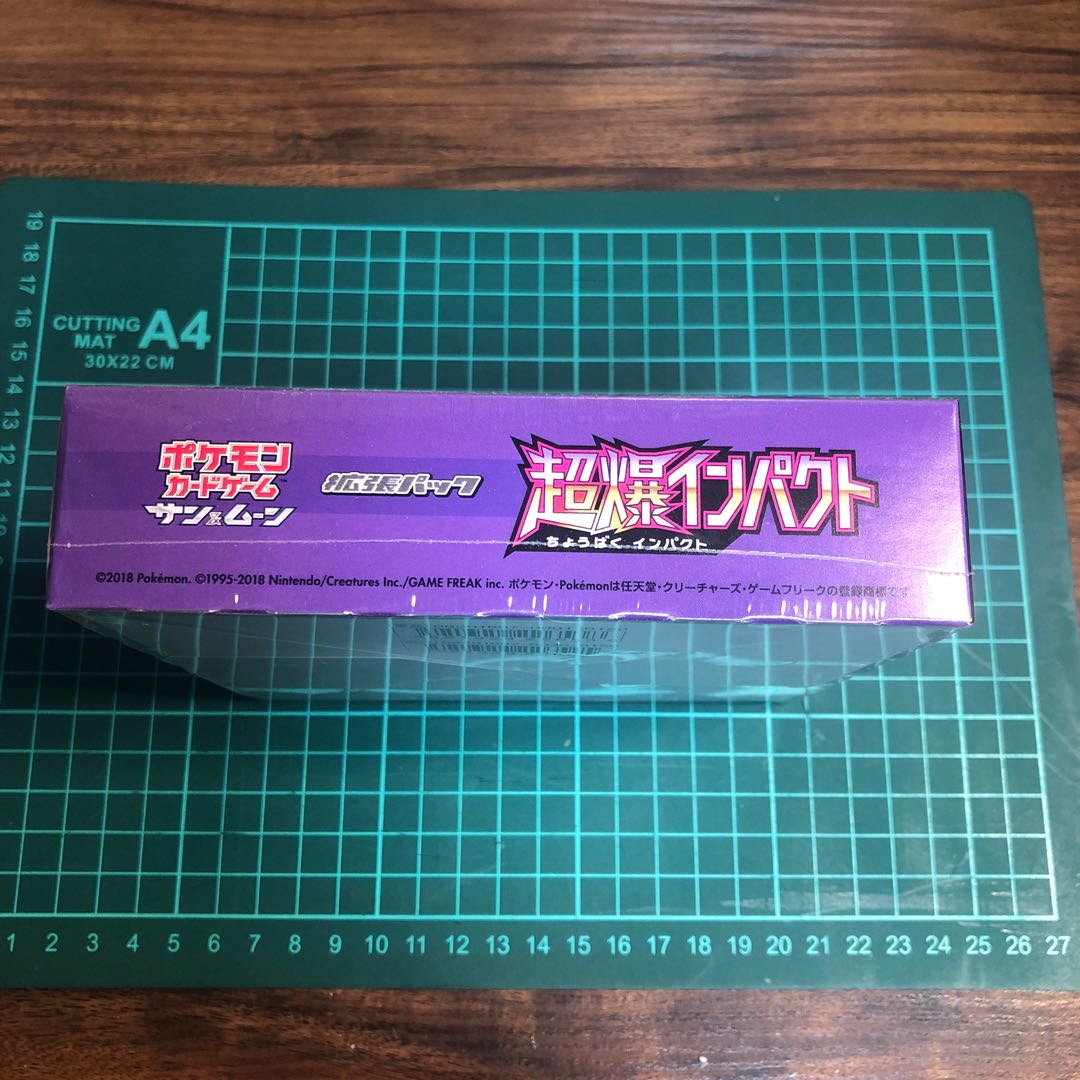 19
18
17
16
15
14
13
12
11
CUTTING MAT A4
30X22 CM
ポケモン
カードゲーム™
サン&ムーン
拡張パック
超爆インパクト
ちょうばく インパクト
©2018 Pokémon. ©1995-2018 Nintendo/Creatures Inc./GAME FREAK inc. ポケモン・Pokémonは任天堂・クリーチャーズ・ゲームフリークの登録商標です
1 2 3 4 5 6 7 8 9 10 11 12 13 14 15 16 17 18 19 20 21 22 23 24 25 26 27